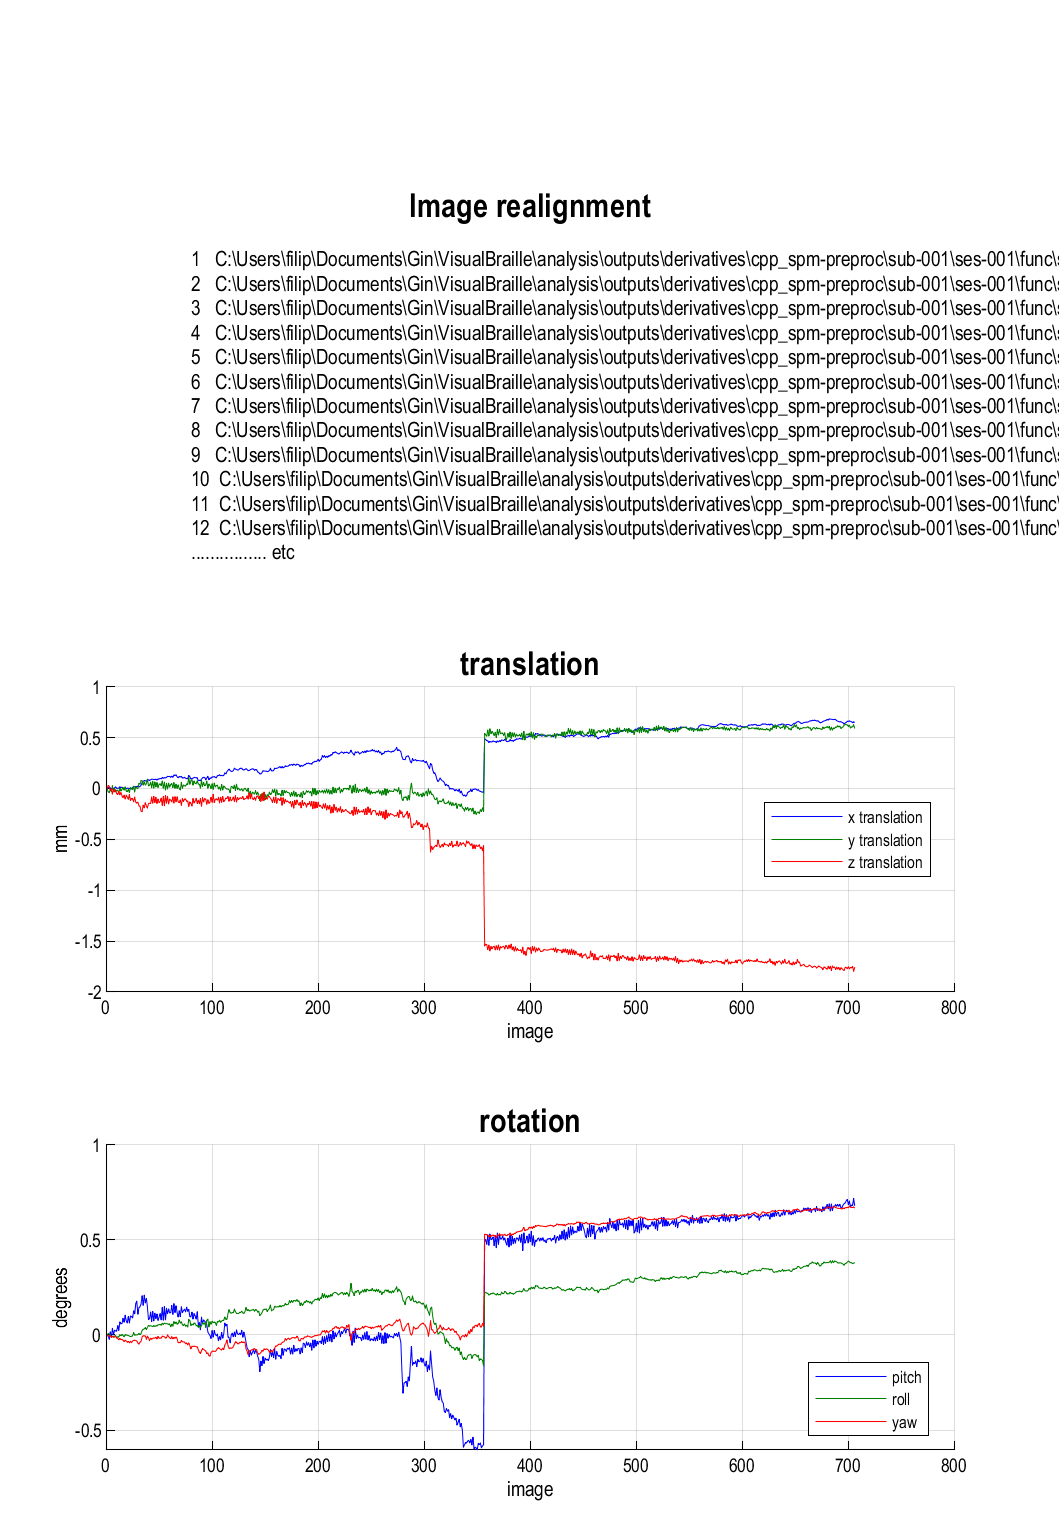 Image realignment
1 C:\Users\filip\Documents\Gin\VisualBraille\analysis\outputs\derivatives\cpp_spm-preproc\sub-001\ses-001\func\s
2 C:\Users\filip\Documents\Gin\VisualBraille\analysis\outputs\derivatives\cpp_spm-preproc\sub-001\ses-001\func\s
3 C:\Users\filip\Documents\Gin\VisualBraille\analysis\outputs\derivatives\cpp_spm-preproc\sub-001\ses-001\func\s
4 C:\Users\filip\Documents\Gin\VisualBraille\analysis\outputs\derivatives\cpp_spm-preproc\sub-001\ses-001\func\s
5 C:\Users\filip\Documents\Gin\VisualBraille\analysis\outputs\derivatives\cpp_spm-preproc\sub-001\ses-001\func\s
6 C:\Users\filip\Documents\Gin\VisualBraille\analysis\outputs\derivatives\cpp_spm-preproc\sub-001\ses-001\func\s
7 C:\Users\filip\Documents\Gin\VisualBraille\analysis\outputs\derivatives\cpp_spm-preproc\sub-001\ses-001\func\s
8 C:\Users\filip\Documents\Gin\VisualBraille\analysis\outputs\derivatives\cpp_spm-preproc\sub-001\ses-001\func\s
9 C:\Users\filip\Documents\Gin\VisualBraille\analysis\outputs\derivatives\cpp_spm-preproc\sub-001\ses-001\func\s
10 C:\Users\filip\Documents\Gin\VisualBraille\analysis\outputs\derivatives\cpp_spm-preproc\sub-001\ses-001\func\
11 C:\Users\filip\Documents\Gin\VisualBraille\analysis\outputs\derivatives\cpp_spm-preproc\sub-001\ses-001\func\
12 C:\Users\filip\Documents\Gin\VisualBraille\analysis\outputs\derivatives\cpp_spm-preproc\sub-001\ses-001\func\
................ etc
translation
1
0.5
0
-0.5
-1
-1.5
-2
mm
x translation
y translation
z translation
0 100 200 300 400 500 600 700 800
image
rotation
1
0.5
0
-0.5
degrees
pitch
roll
yaw
0 100 200 300 400 500 600 700 800
image